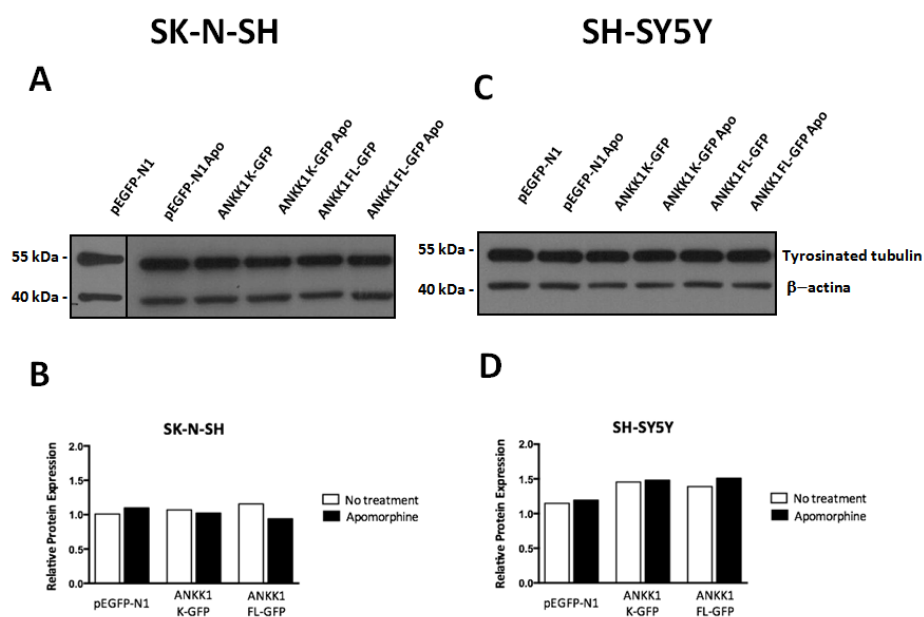 SK-N-SH
SH-SY5Y
A
pEGFP-N1
pEGFP-N1 Apo
ANKK1 K-GFP
ANKK1 K-GFP Apo
ANKK1 FL-GFP
ANKK1 FL-GFP Apo
55 kDa -
40 kDa -
C
pEGFP-N1
pEGFP-N1 Apo
ANKK1 K-GFP
ANKK1 K-GFP Apo
ANKK1 FL-GFP
ANKK1 FL-GFP Apo
55 kDa -
40 kDa -
Tyrosinated tubulin
β-actina
B
SK-N-SH
Relative Protein Expression
2.0
1.5
1.0
0.5
0.0
pEGFP-N1
ANKK1
K-GFP
ANKK1
FL-GFP
No treatment
Apomorphine
D
SH-SY5Y
Relative Protein Expression
2.0
1.5
1.0
0.5
0.0
pEGFP-N1
ANKK1
K-GFP
ANKK1
FL-GFP
No treatment
Apomorphine